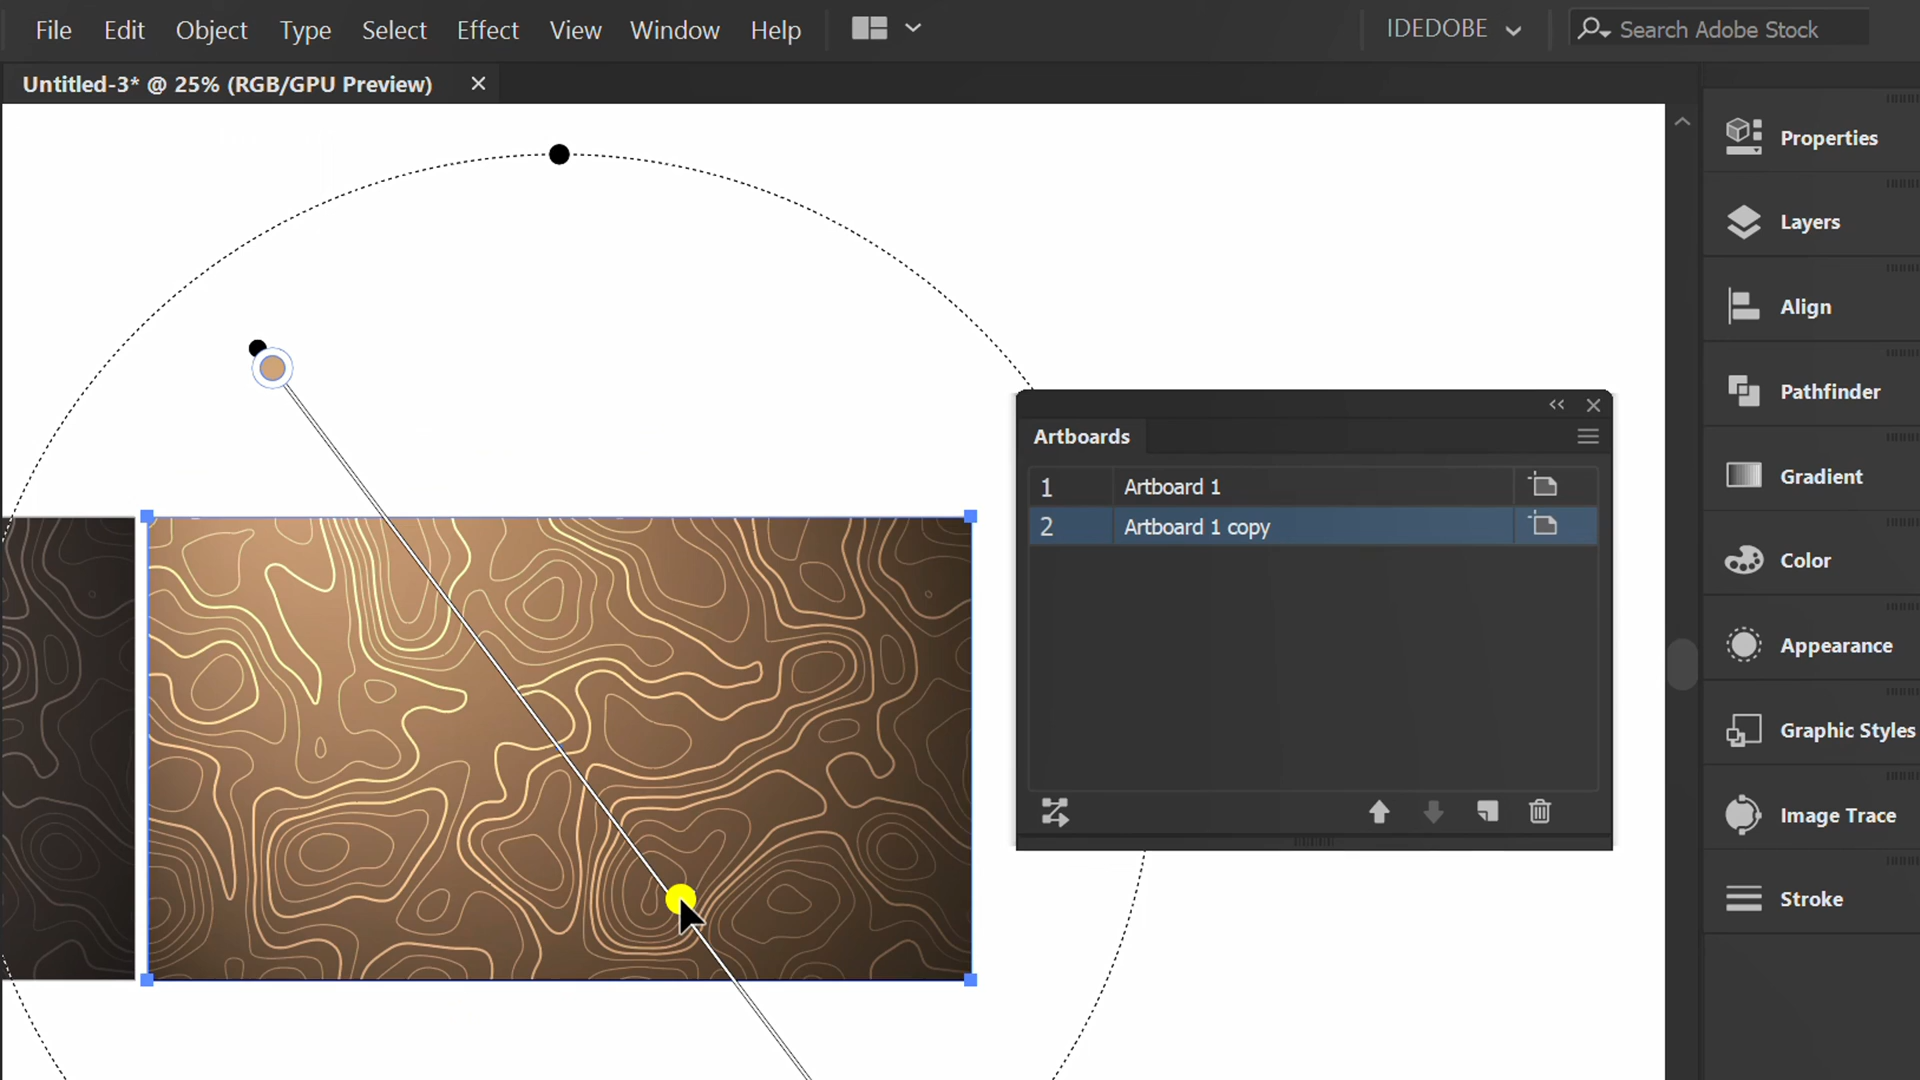 File Edit Object Type Select Effect View Window Help IDEDOBE Search Adobe Stock
Untitled-3* @ 25% (RGB/GPU Preview)
Properties
Layers
Align
Pathfinder
Gradient
Color
Appearance
Graphic Styles
Image Trace
Stroke
Artboards
1 Artboard 1
2 Artboard 1 copy